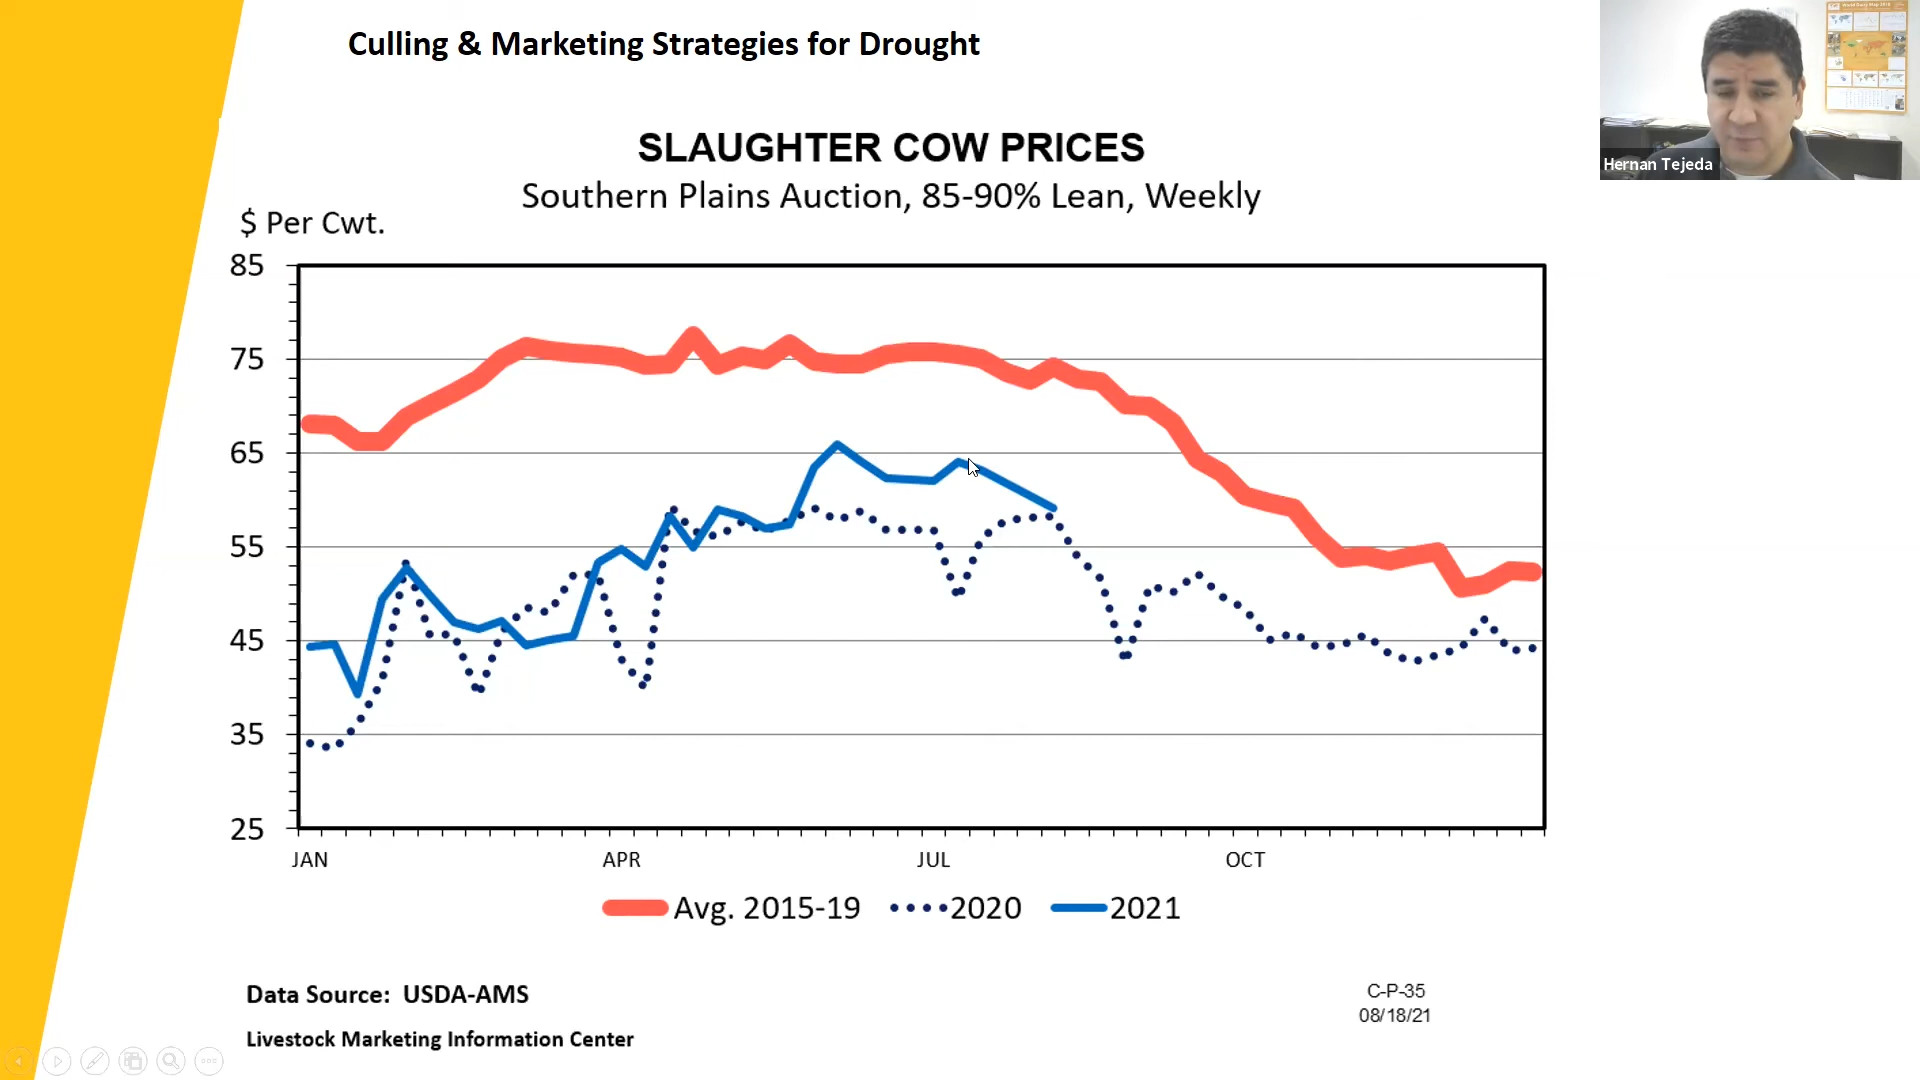 Culling & Marketing Strategies for Drought
Hernan Tejeda
SLAUGHTER COW PRICES
Southern Plains Auction, 85-90% Lean, Weekly
$ Per Cwt.
85
75
65
55
45
35
25
JAN APR JUL OCT
Avg. 2015-19 2020 2021
Data Source: USDA-AMS
Livestock Marketing Information Center
C-P-35
08/18/21